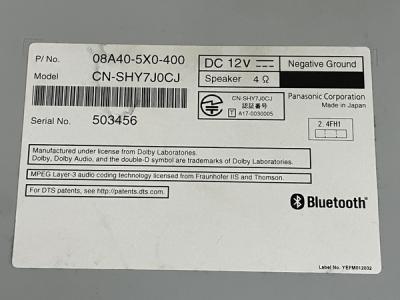 P/No. 08A40-5X0-400
Model CN-SHY7J0CJ
DC 12V
Negative Ground
Speaker 4 Ω
CN-SHY7J0CJ
認証番号
T A17-0030005
Panasonic Corporation
Made in Japan
Serial No. 503456
2.4FH1
Manufactured under license from Dolby Laboratories.
Dolby, Dolby Audio, and the double-D symbol are trademarks of Dolby Laboratories.
MPEG Layer-3 audio coding technology licensed from Fraunhofer IIS and Thomson.
For DTS patents, see http://patents.dts.com.
Bluetooth®
Label No. YEFM012802